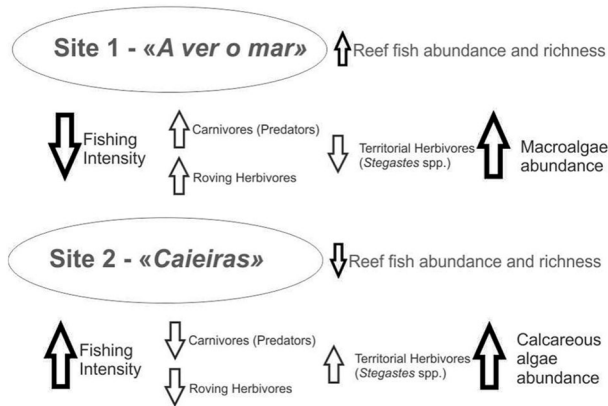 Site 1 - «A ver o mar»
Reef fish abundance and richness
Fishing
Intensity
Carnivores (Predators)
Roving Herbivores
Territorial Herbivores
(Stegastes spp.)
Macroalgae
abundance
Site 2 - «Caieiras»
Reef fish abundance and richness
Fishing
Intensity
Carnivores (Predators)
Roving Herbivores
Territorial Herbivores
(Stegastes spp.)
Calcareous
algae
abundance